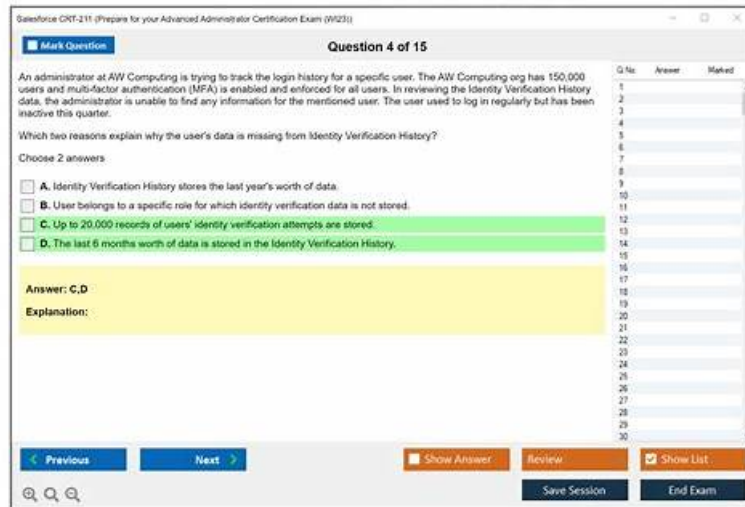 Salesforce CRT-211 (Prepare for your Advanced Administrator Certification Exam (WI23))
Mark Question
Question 4 of 15
An administrator at AW Computing is trying to track the login history for a specific user. The AW Computing org has 150,000
users and multi-factor authentication (MFA) is enabled and enforced for all users. In reviewing the Identity Verification History
data, the administrator is unable to find any information for the mentioned user. The user used to log in regularly but has been
inactive this quarter.
Which two reasons explain why the user's data is missing from Identity Verification History?
Choose 2 answers
A. Identity Verification History stores the last year's worth of data.
B. User belongs to a specific role for which identity verification data is not stored.
C. Up to 20,000 records of users' identity verification attempts are stored.
D. The last 6 months worth of data is stored in the Identity Verification History.
Answer: C,D
Explanation:
Q.No. Answer Marked
1
2
3
4
5
6
7
8
9
10
11
12
13
14
15
16
17
18
19
20
21
22
23
24
25
26
27
28
29
30
Previous
Next
Show Answer
Review
Show List
Save Session
End Exam